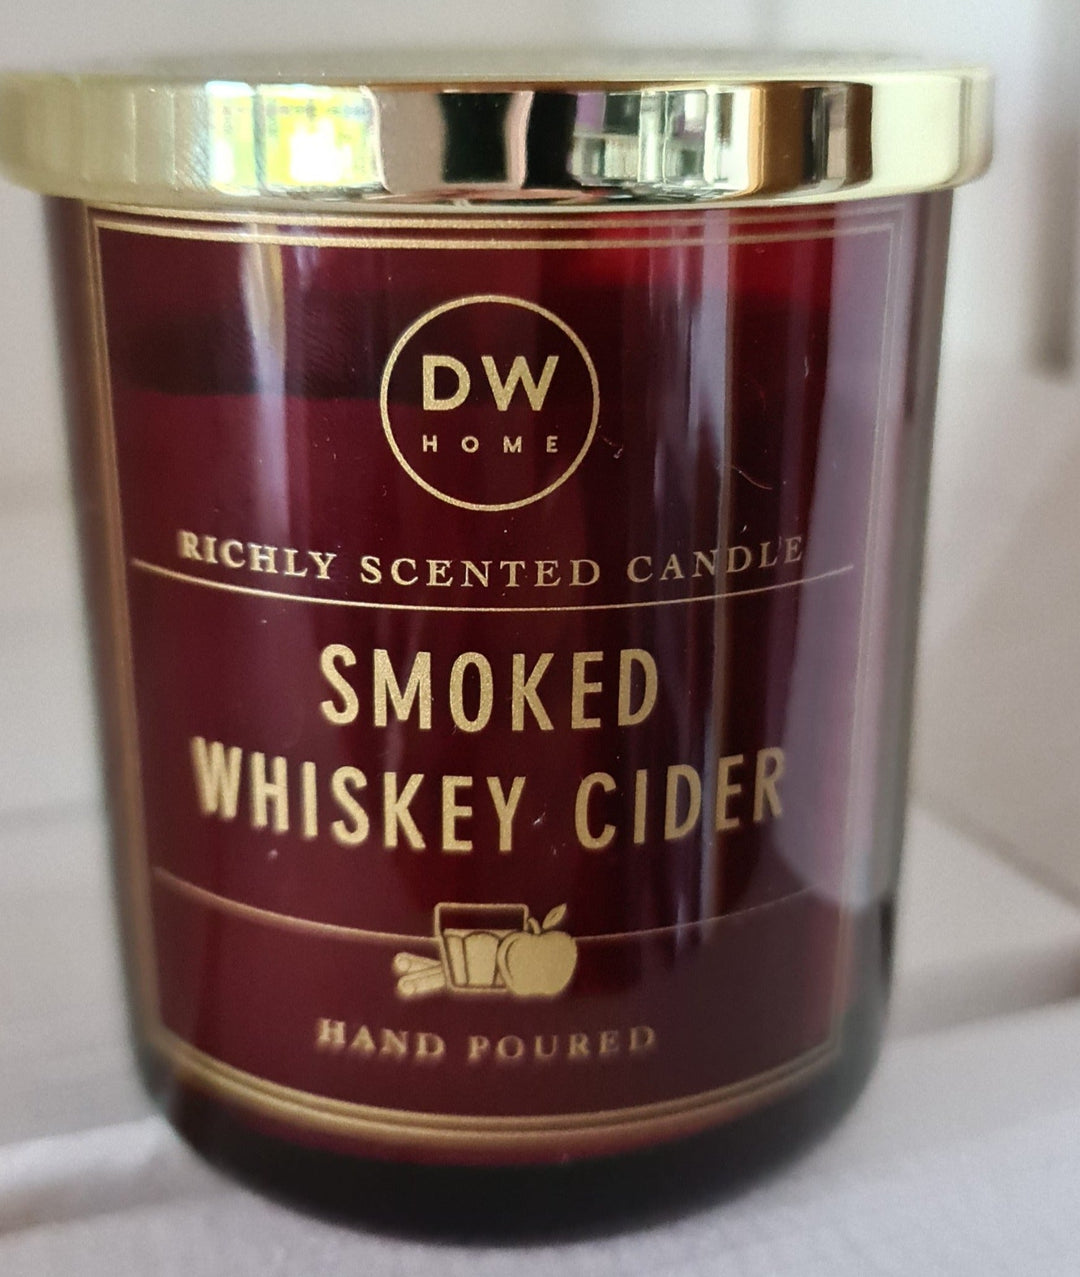 DW
HOME
RICHLY SCENTED CANDLE
SMOKED
WHISKEY CIDER
HAND POURED